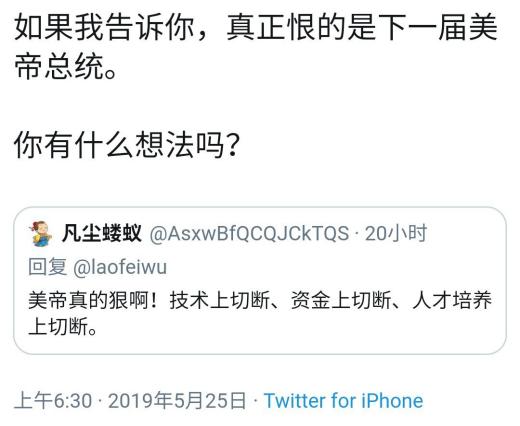 如果我告诉你，真正恨的是下一届美
帝总统。
你有什么想法吗？
凡尘蝼蚁 @AsxwBfQCQJCkTQS · 20小时
回复 @laofeiwu
美帝真的狠啊！技术上切断、资金上切断、人才培养
上切断。
上午6:30 · 2019年5月25日 · Twitter for iPhone